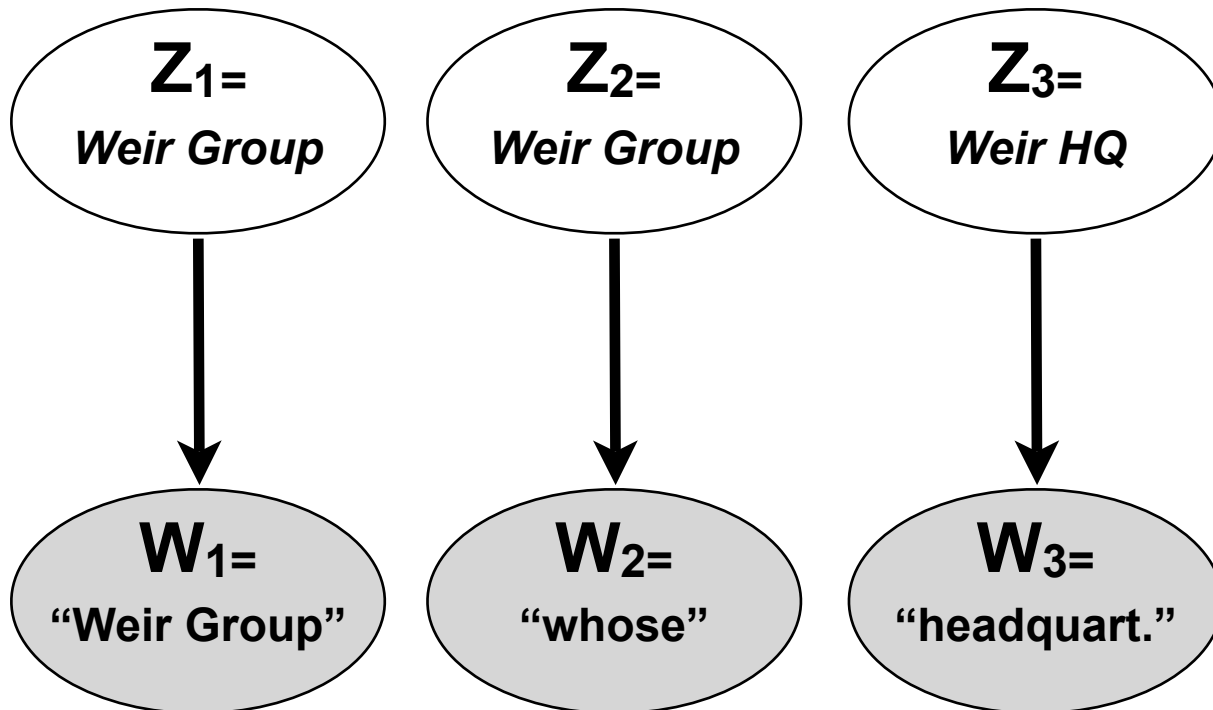 Z1= Z2= Z3=
Weir Group Weir Group Weir HQ
W1= W2= W3=
“Weir Group” “whose” “headquart.”